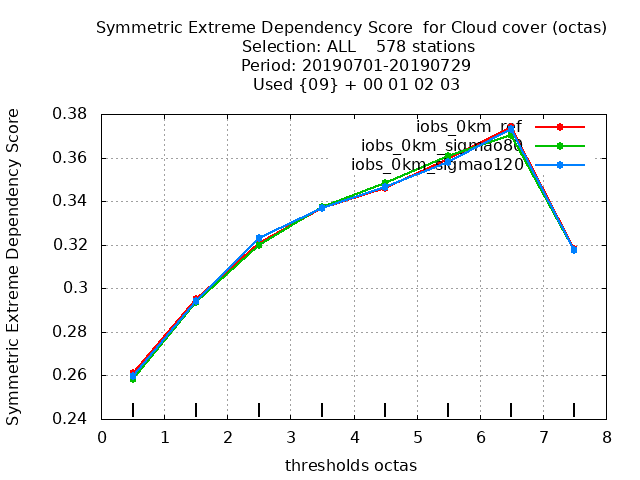 Symmetric Extreme Dependency Score  for Cloud cover (octas)
Selection: ALL    578 stations
Period: 20190701-20190729
Used {09} + 00 01 02 03
Symmetric Extreme Dependency Score
0.38
0.36
0.34
0.32
0.3
0.28
0.26
0.24
iobs_0km_ref
iobs_0km_sigmao80
iobs_0km_sigmao120
0 1 2 3 4 5 6 7 8
thresholds octas